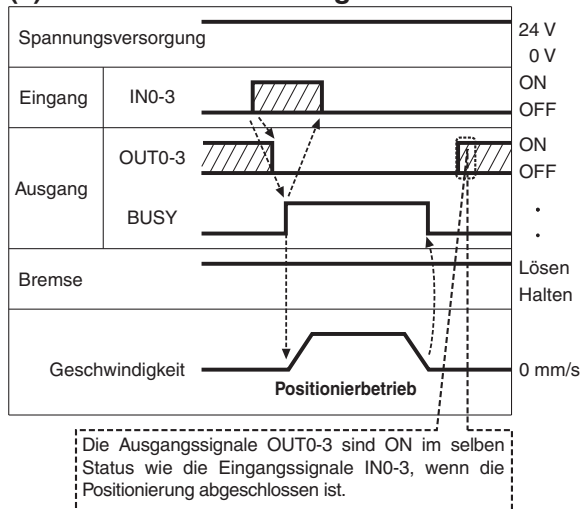 Spannungsversorgung
24 V
0 V
Eingang
IN0-3
ON
OFF
Ausgang
OUT0-3
ON
OFF
BUSY
Bremse
Lösen
Halten
Geschwindigkeit
0 mm/s
Positionierbetrieb
Die Ausgangssignale OUT0-3 sind ON im selben
Status wie die Eingangssignale IN0-3, wenn die
Positionierung abgeschlossen ist.